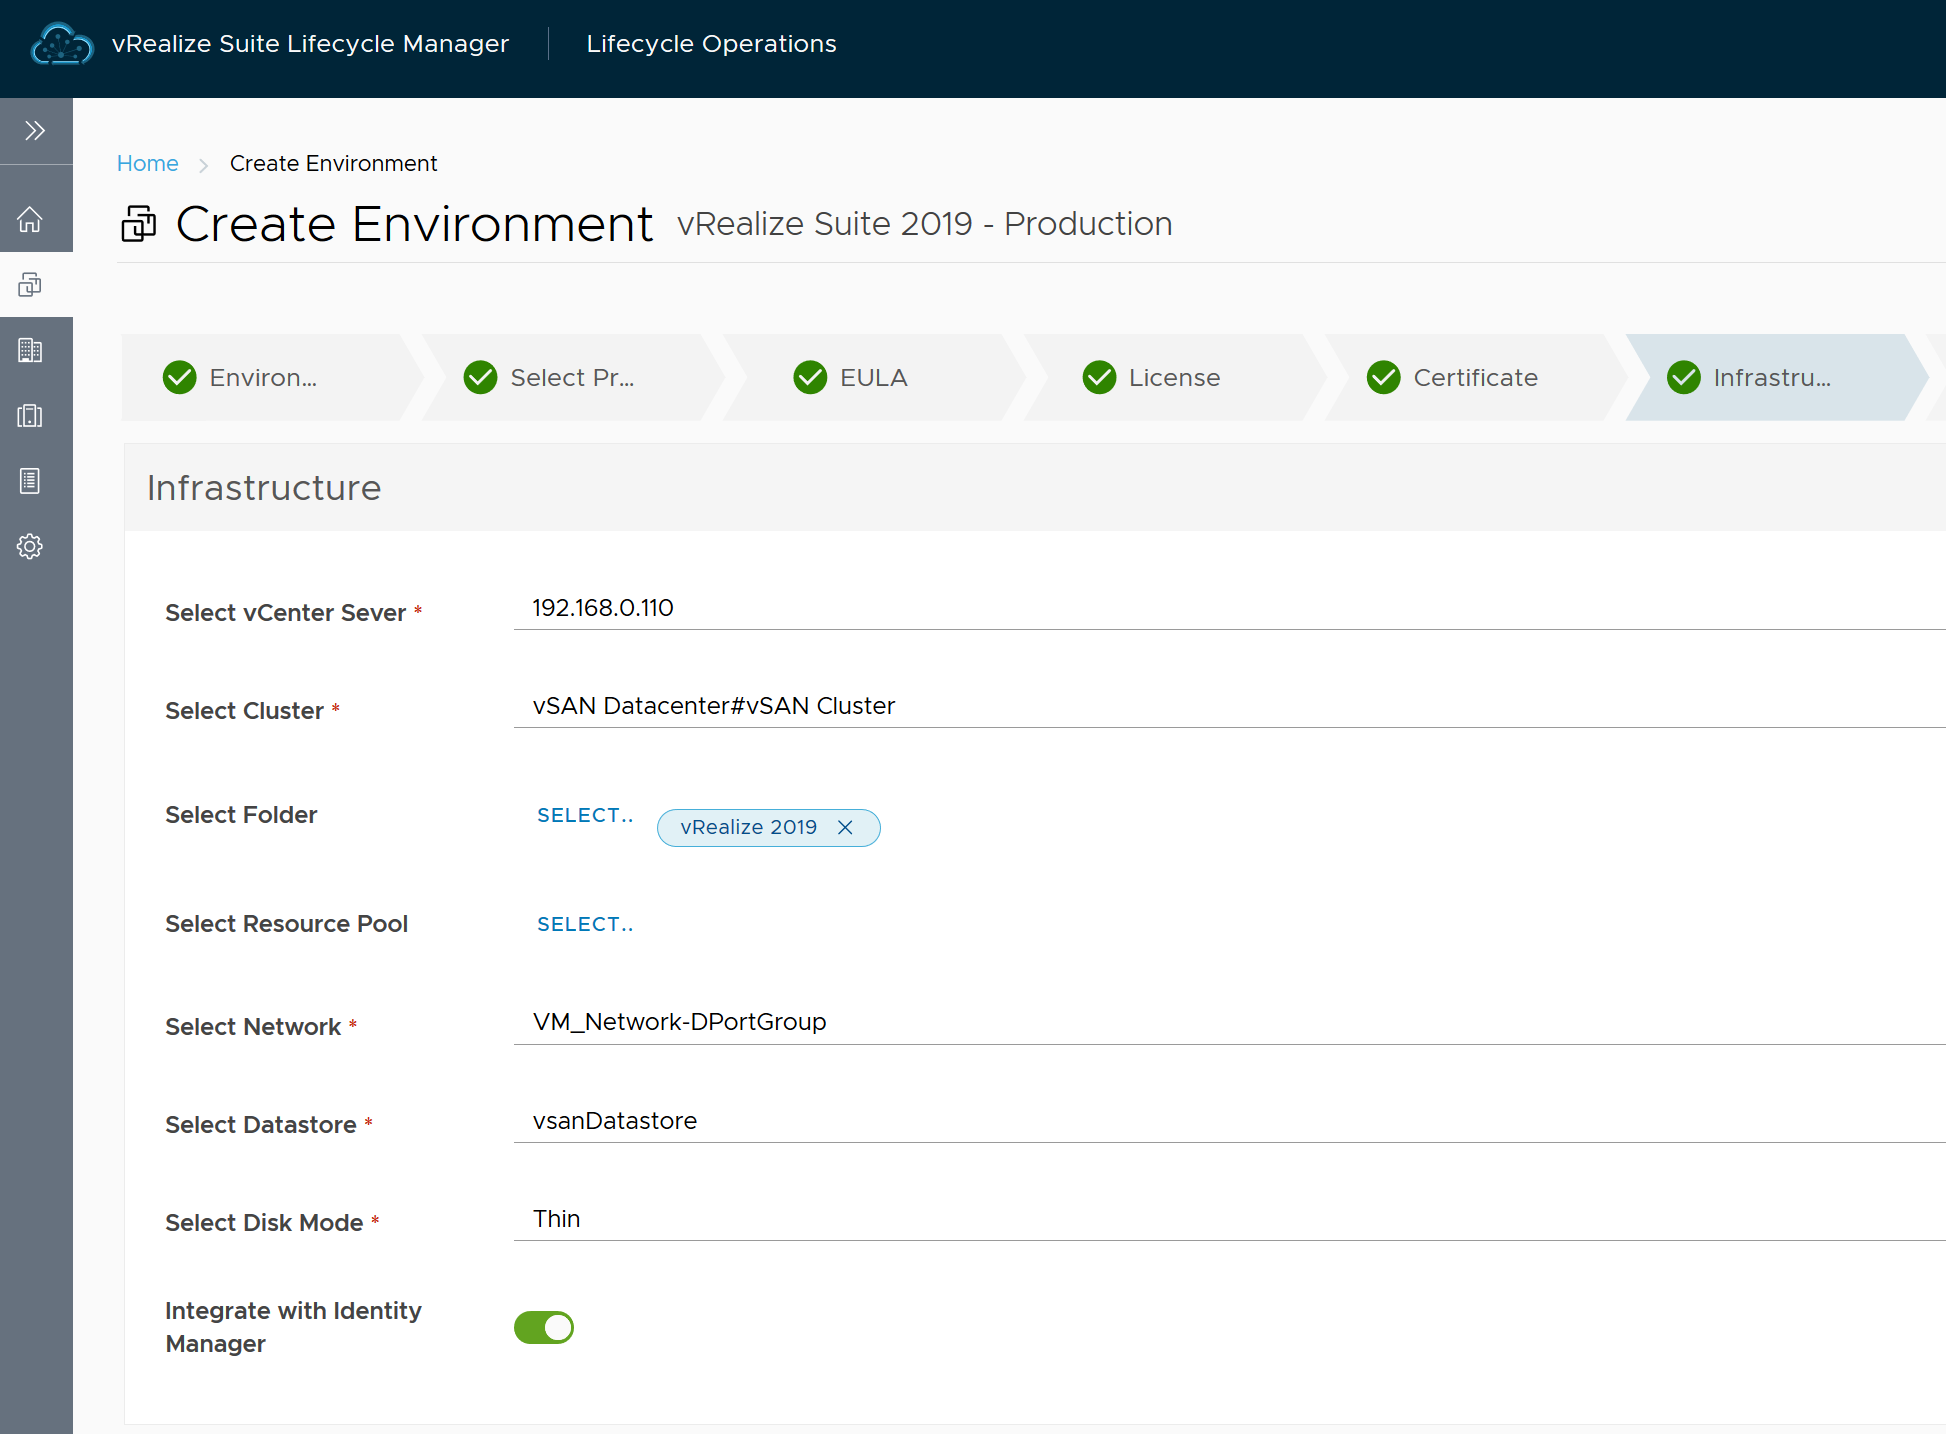 vRealize Suite Lifecycle Manager Lifecycle Operations
Home Create Environment
Create Environment vRealize Suite 2019 - Production
Environ... Select Pr... EULA License Certificate Infrastru...
Infrastructure
Select vCenter Sever * 192.168.0.110
Select Cluster * vSAN Datacenter#vSAN Cluster
Select Folder SELECT.. vRealize 2019
Select Resource Pool SELECT..
Select Network * VM_Network-DPortGroup
Select Datastore * vsanDatastore
Select Disk Mode * Thin
Integrate with Identity
Manager